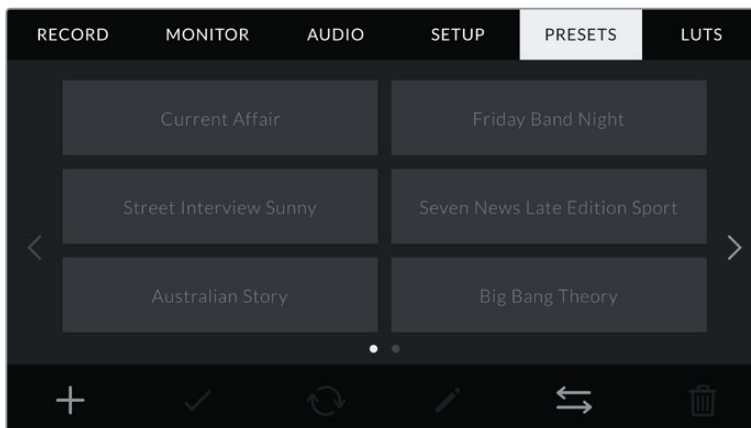 RECORD MONITOR AUDIO SETUP PRESETS LUTS
Current Affair Friday Band Night
Street Interview Sunny Seven News Late Edition Sport
Australian Story Big Bang Theory